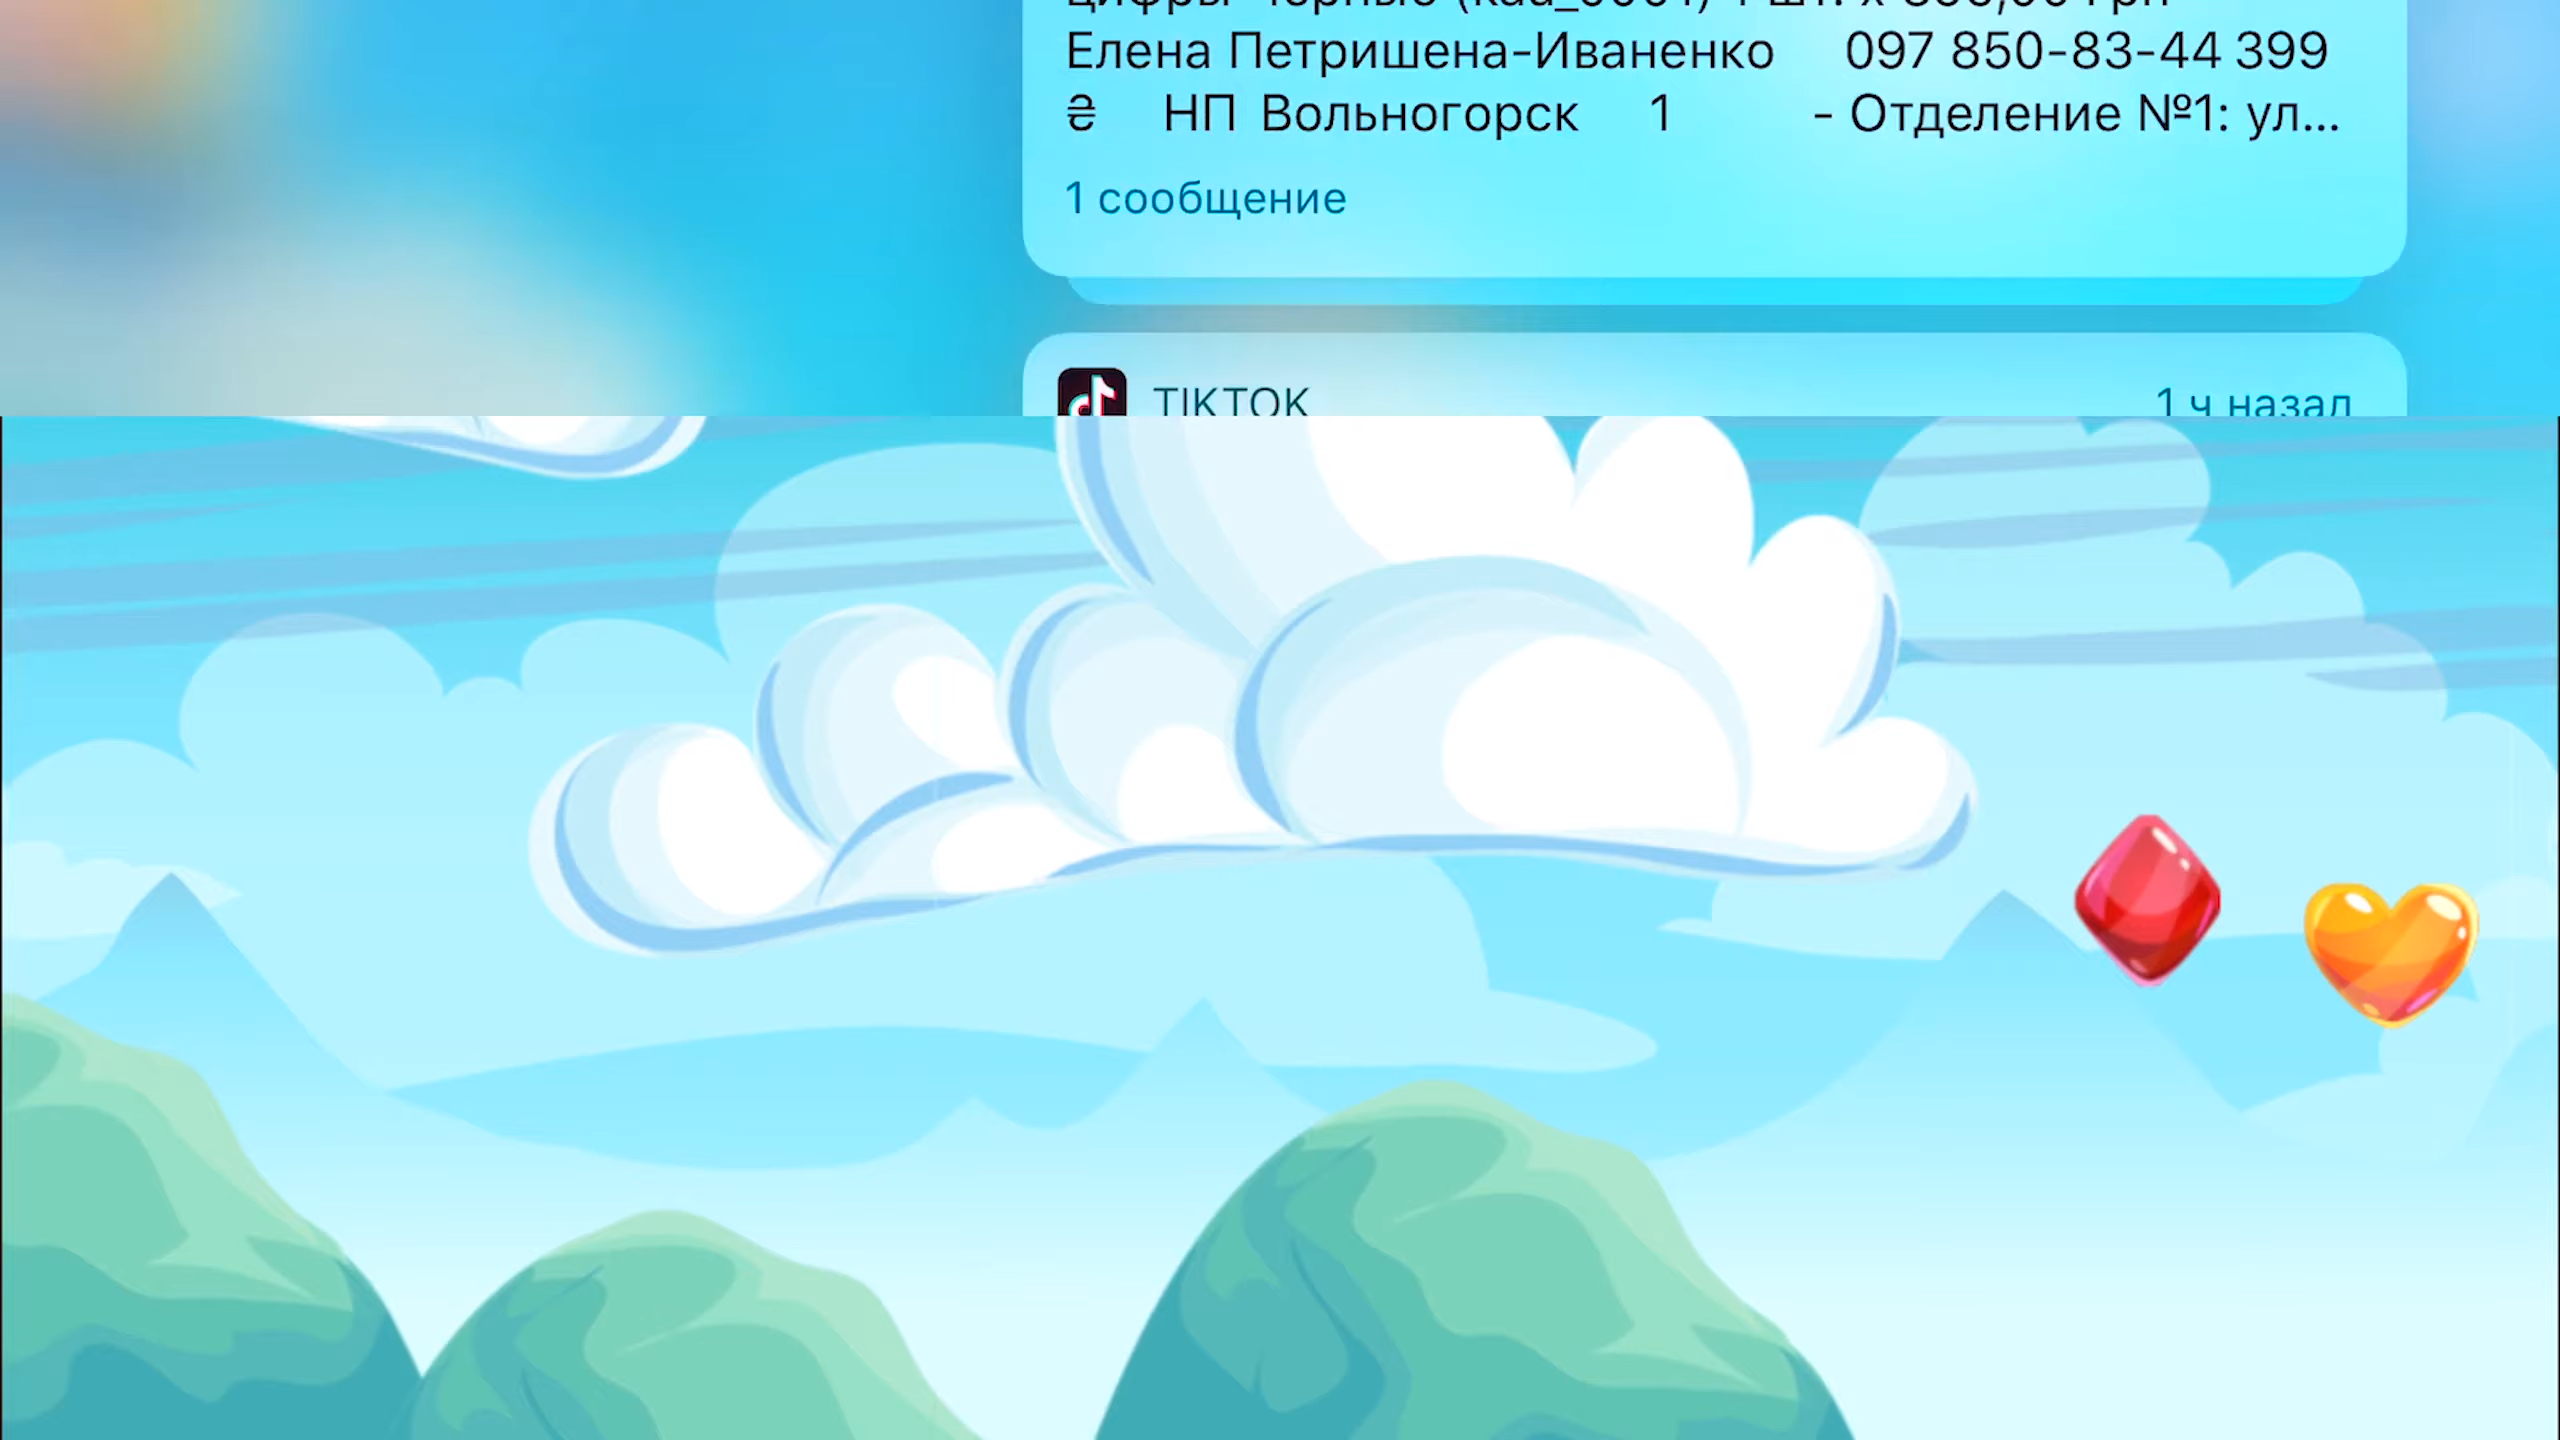 Елена Петришена-Иваненко 097 850-83-44 399
₴ НП Вольногорск 1 - Отделение №1: ул...
1 сообщение
TIKTOK 1 ч назад